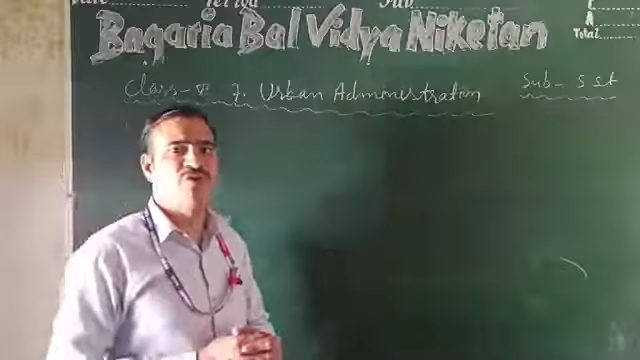 Bagaria Bal Vidya Niketan
Class- VI 7. Urban Administration Sub- S st
A
Total